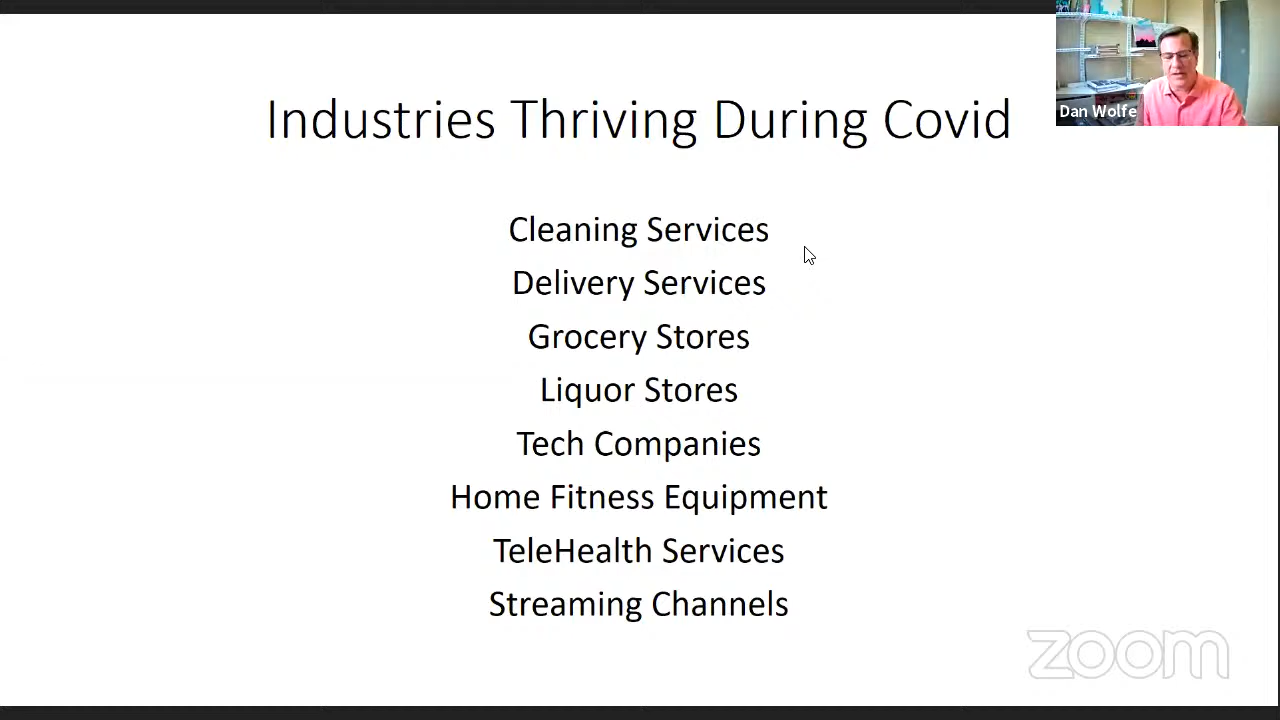 Industries Thriving During Covid
Dan Wolfe
Cleaning Services
Delivery Services
Grocery Stores
Liquor Stores
Tech Companies
Home Fitness Equipment
TeleHealth Services
Streaming Channels
zoom